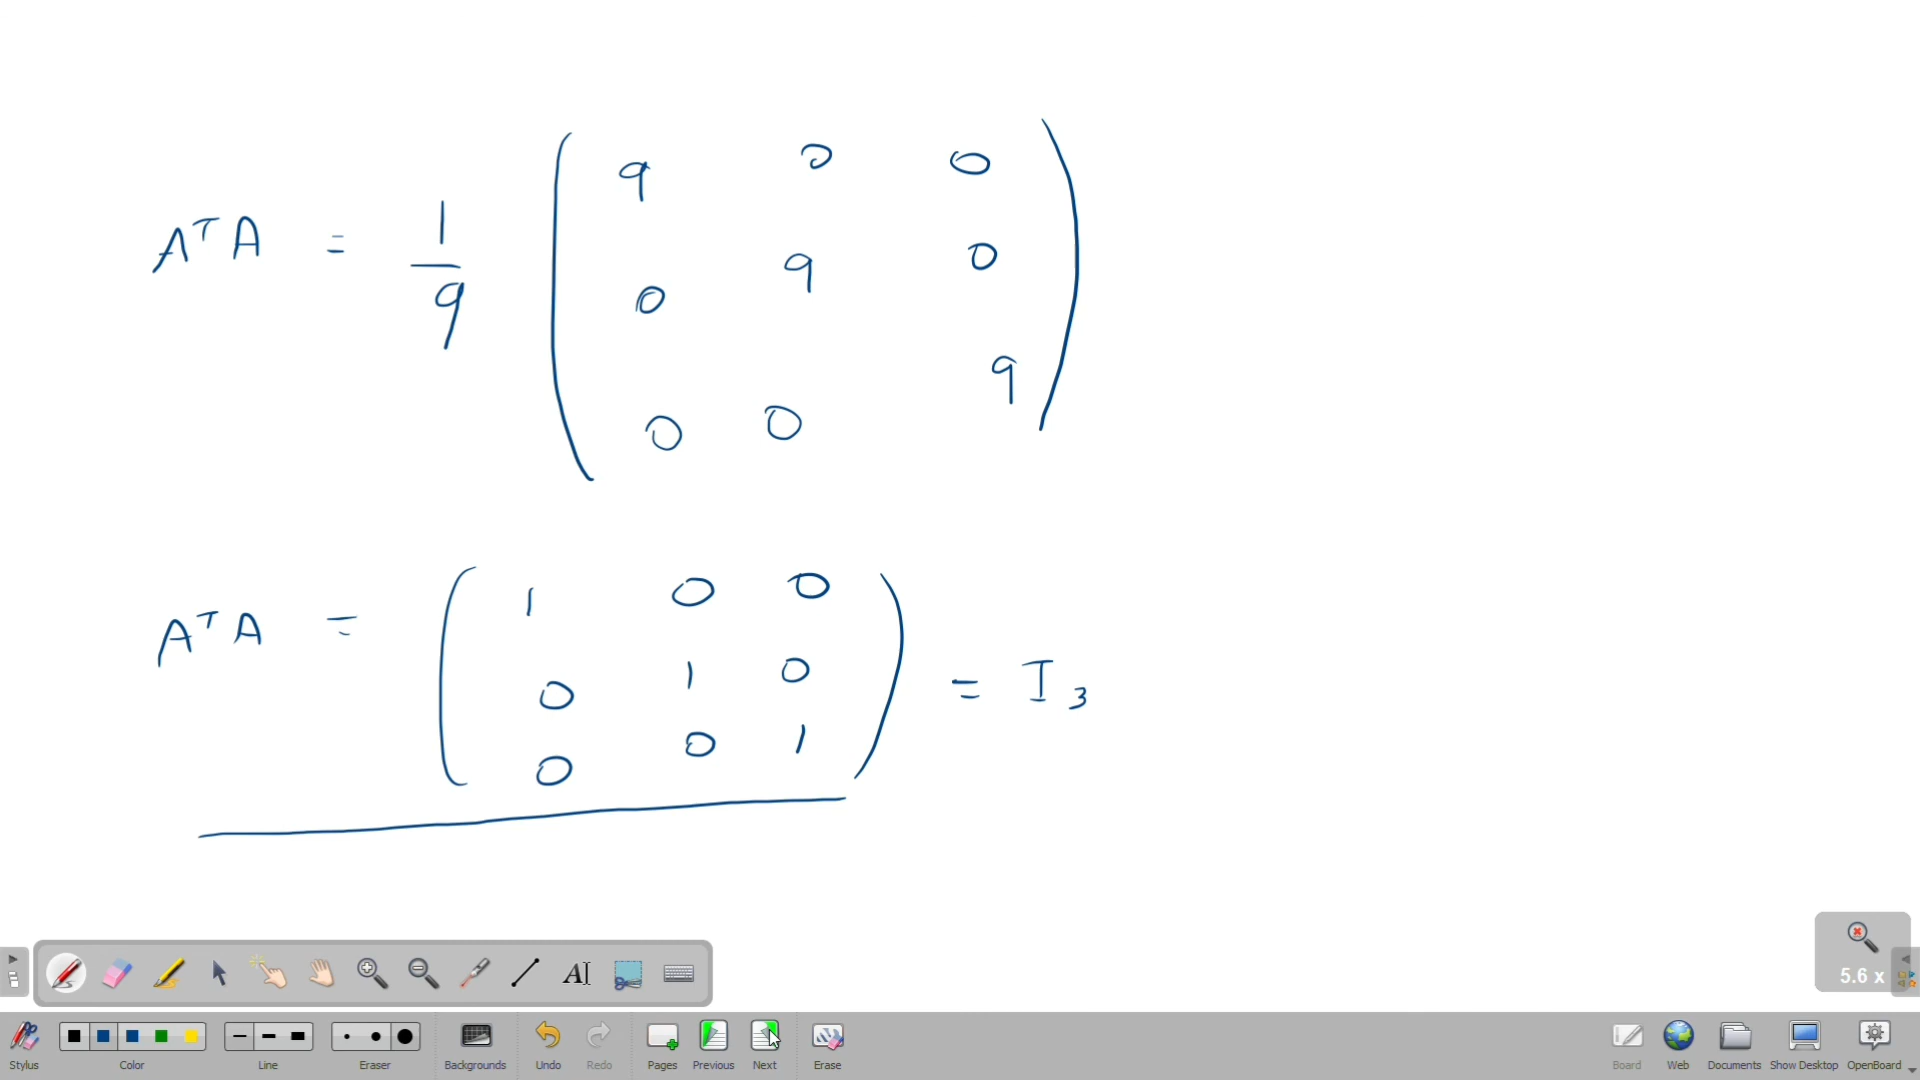 Aᵀ A = 1/9 ( 9 0 0
0 9 0
0 0 9 )
Aᵀ A = ( 1 0 0
0 1 0
0 0 1 ) = I₃
5.6 x
Stylus Color Line Eraser Backgrounds Undo Redo Pages Previous Next Erase Board Web Documents Show Desktop OpenBoard